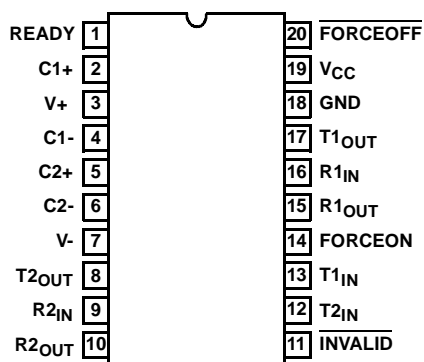 READY 1 20 FORCEOFF
C1+ 2 19 VCC
V+ 3 18 GND
C1- 4 17 T1OUT
C2+ 5 16 R1IN
C2- 6 15 R1OUT
V- 7 14 FORCEON
T2OUT 8 13 T1IN
R2IN 9 12 T2IN
R2OUT 10 11 INVALID